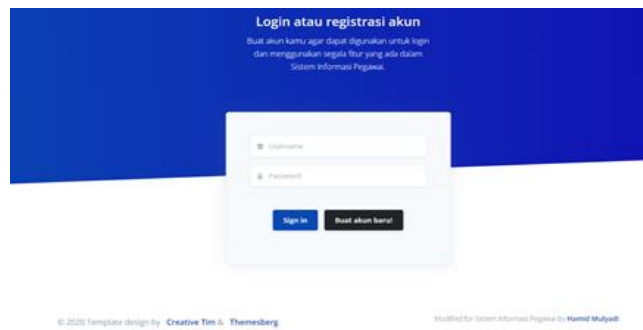 Login atau registrasi akun
Buat akun kamu agar dapat digunakan untuk login
dan menggunakan segala fitur yang ada dalam
Sistem Informasi Pegawai.
Username
Password
Sign in
Buat akun baru!
© 2020 Template design by Creative Tim & Themesberg
Modified for Sistem Informasi Pegawai by Hamid Mulyadi